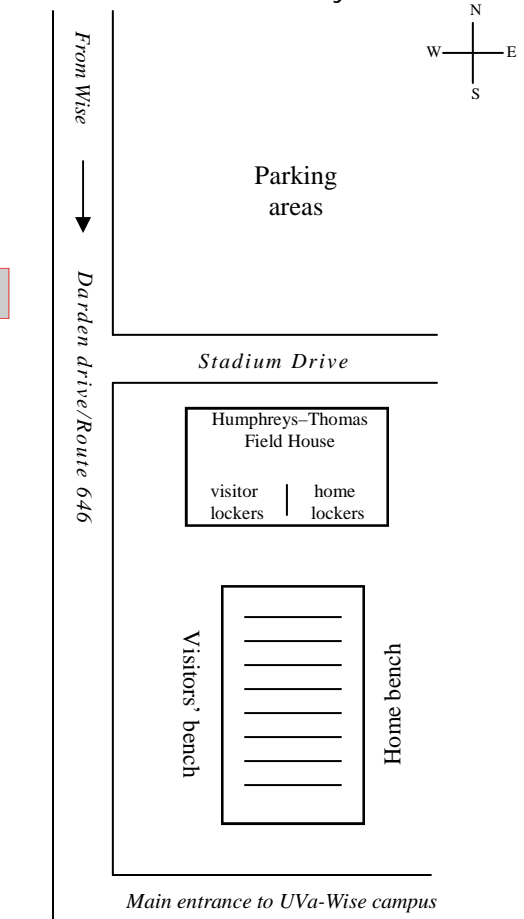 N
W E
S
From Wise
Parking
areas
Darden drive/Route 646
Stadium Drive
Humphreys–Thomas
Field House
visitor home
lockers lockers
Visitors' bench
Home bench
Main entrance to UVa-Wise campus